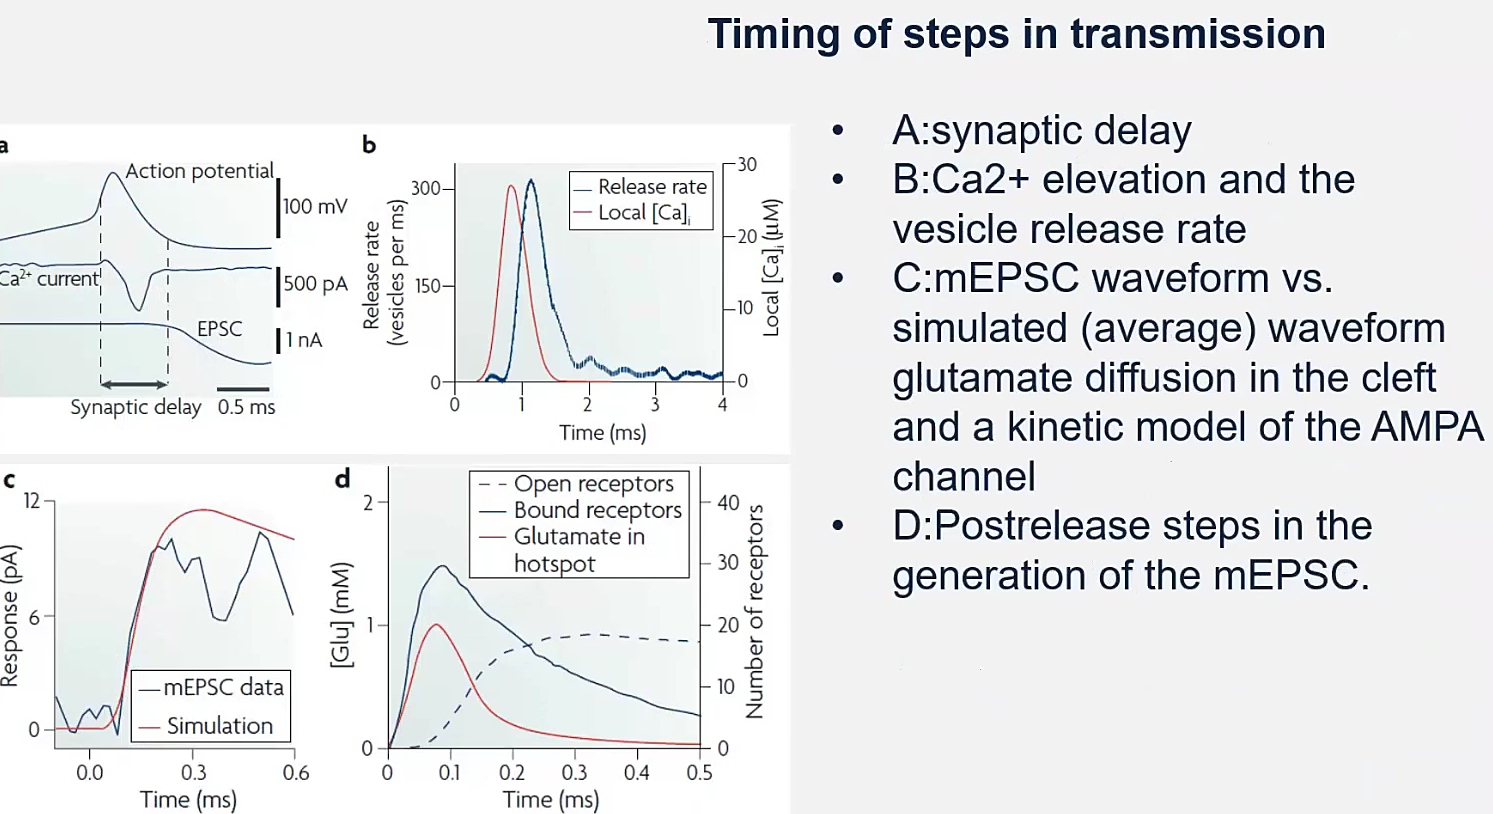 Timing of steps in transmission
a
Action potential
100 mV
Ca²⁺ current
500 pA
EPSC
1 nA
Synaptic delay
0.5 ms
b
Release rate
(vesicles per ms)
300
150
0
Release rate
Local [Ca]ᵢ
30
20
10
0
Local [Ca]ᵢ (μM)
0 1 2 3 4
Time (ms)
c
Response (pA)
12
6
0
mEPSC data
Simulation
0.0 0.3 0.6
Time (ms)
d
[Glu] (mM)
2
1
0
Open receptors
Bound receptors
Glutamate in
hotspot
40
30
20
10
0
Number of receptors
0 0.1 0.2 0.3 0.4 0.5
Time (ms)
• A:synaptic delay
• B:Ca2+ elevation and the
vesicle release rate
• C:mEPSC waveform vs.
simulated (average) waveform
glutamate diffusion in the cleft
and a kinetic model of the AMPA
channel
• D:Postrelease steps in the
generation of the mEPSC.